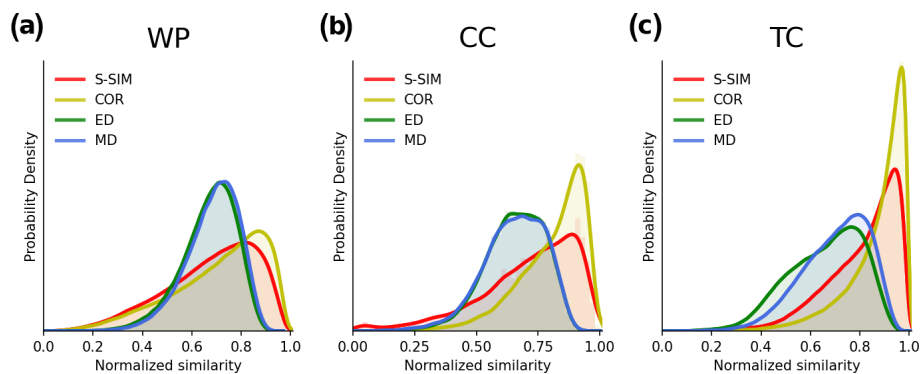 (a) WP
S-SIM
COR
ED
MD
Probability Density
0.0 0.2 0.4 0.6 0.8 1.0
Normalized similarity
(b) CC
S-SIM
COR
ED
MD
Probability Density
0.00 0.25 0.50 0.75 1.00
Normalized similarity
(c) TC
S-SIM
COR
ED
MD
Probability Density
0.0 0.2 0.4 0.6 0.8 1.0
Normalized similarity